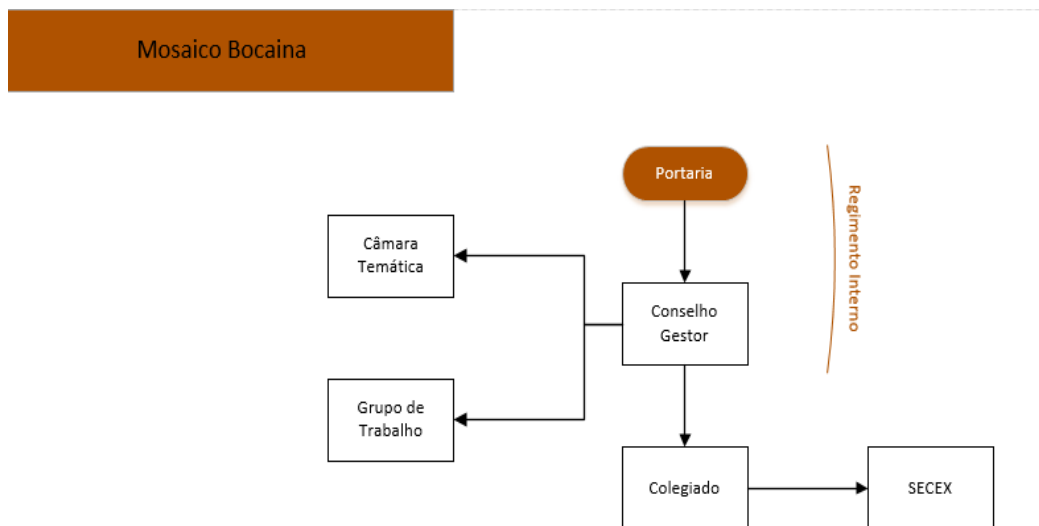 Mosaico Bocaina
Portaria
Regimento Interno
Câmara
Temática
Conselho
Gestor
Grupo de
Trabalho
Colegiado
SECEX